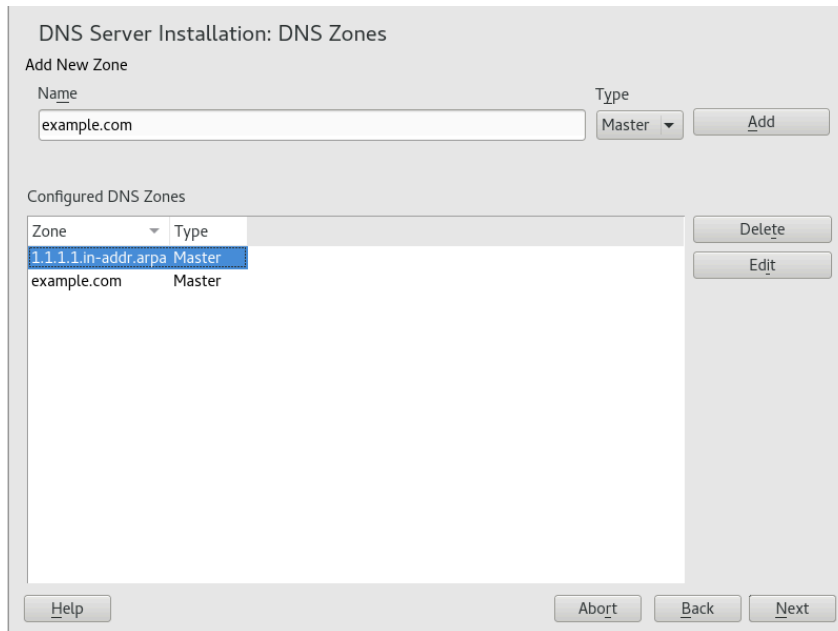 DNS Server Installation: DNS Zones
Add New Zone
Name Type
example.com Master Add
Configured DNS Zones
Zone Type Delete
1.1.1.1.in-addr.arpa Master Edit
example.com Master
Help Abort Back Next